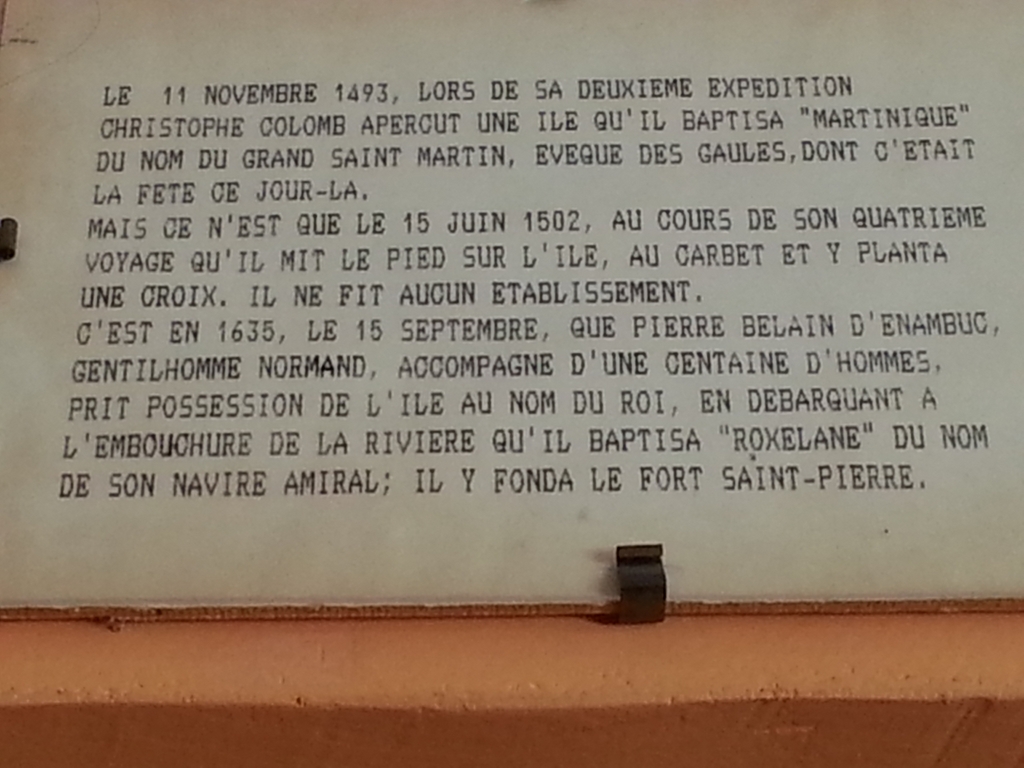 LE 11 NOVEMBRE 1493, LORS DE SA DEUXIEME EXPEDITION
CHRISTOPHE COLOMB APERCUT UNE ILE QU'IL BAPTISA "MARTINIQUE"
DU NOM DU GRAND SAINT MARTIN, EVEQUE DES GAULES,DONT C'ETAIT
LA FETE CE JOUR-LA.
MAIS CE N'EST QUE LE 15 JUIN 1502, AU COURS DE SON QUATRIEME
VOYAGE QU'IL MIT LE PIED SUR L'ILE, AU CARBET ET Y PLANTA
UNE CROIX. IL NE FIT AUCUN ETABLISSEMENT.
C'EST EN 1635, LE 15 SEPTEMBRE, QUE PIERRE BELAIN D'ENAMBUC,
GENTILHOMME NORMAND, ACCOMPAGNE D'UNE CENTAINE D'HOMMES,
PRIT POSSESSION DE L'ILE AU NOM DU ROI, EN DEBARQUANT A
L'EMBOUCHURE DE LA RIVIERE QU'IL BAPTISA "ROXELANE" DU NOM
DE SON NAVIRE AMIRAL; IL Y FONDA LE FORT SAINT-PIERRE.